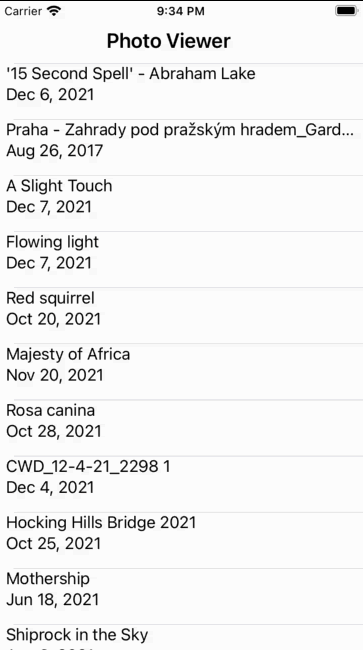 Carrier 9:34 PM
Photo Viewer
'15 Second Spell' - Abraham Lake
Dec 6, 2021
Praha - Zahrady pod pražským hradem_Gard...
Aug 26, 2017
A Slight Touch
Dec 7, 2021
Flowing light
Dec 7, 2021
Red squirrel
Oct 20, 2021
Majesty of Africa
Nov 20, 2021
Rosa canina
Oct 28, 2021
CWD_12-4-21_2298 1
Dec 4, 2021
Hocking Hills Bridge 2021
Oct 25, 2021
Mothership
Jun 18, 2021
Shiprock in the Sky